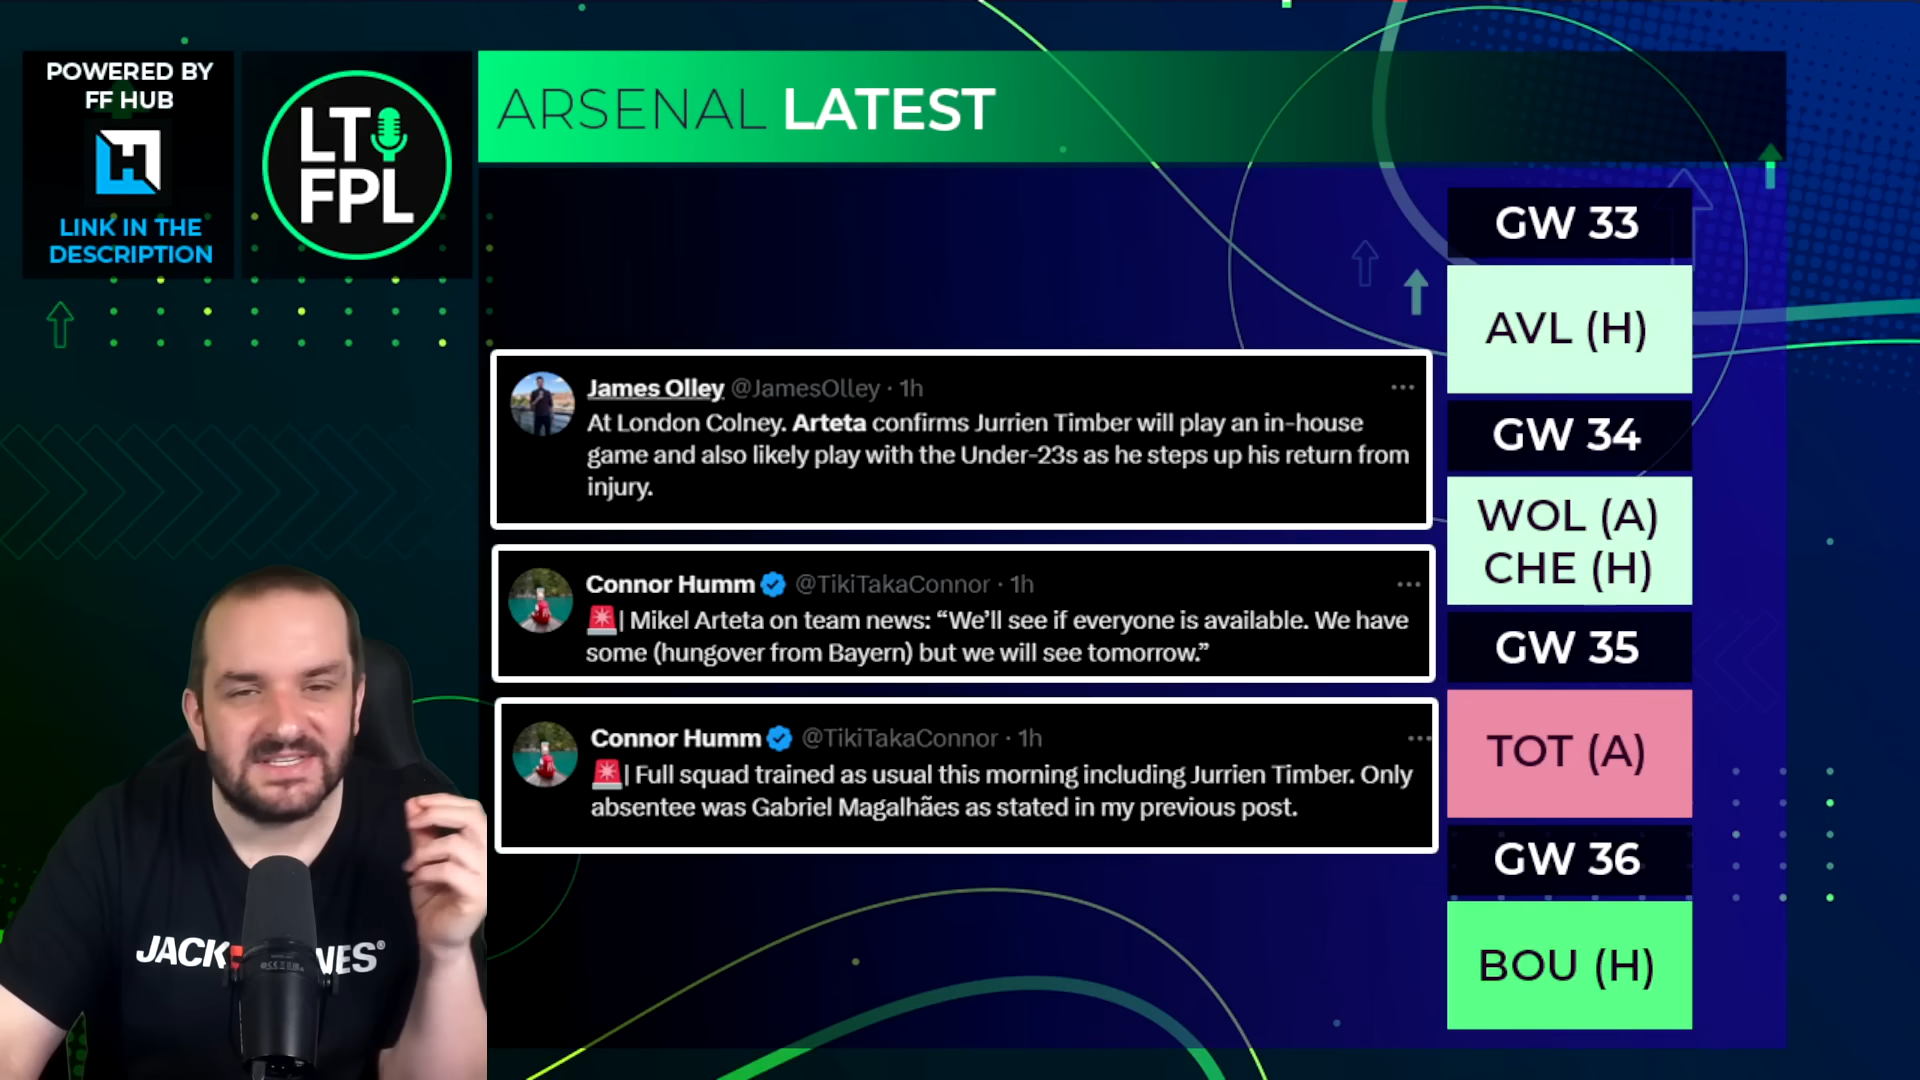 POWERED BY
FF HUB
LINK IN THE
DESCRIPTION
LT
FPL
ARSENAL LATEST
James Olley @JamesOlley · 1h
At London Colney. Arteta confirms Jurrien Timber will play an in-house
game and also likely play with the Under-23s as he steps up his return from
injury.
Connor Humm @TikiTakaConnor · 1h
🚨| Mikel Arteta on team news: “We’ll see if everyone is available. We have
some (hungover from Bayern) but we will see tomorrow.”
Connor Humm @TikiTakaConnor · 1h
🚨| Full squad trained as usual this morning including Jurrien Timber. Only
absentee was Gabriel Magalhães as stated in my previous post.
GW 33
AVL (H)
GW 34
WOL (A)
CHE (H)
GW 35
TOT (A)
GW 36
BOU (H)
JACK NES®